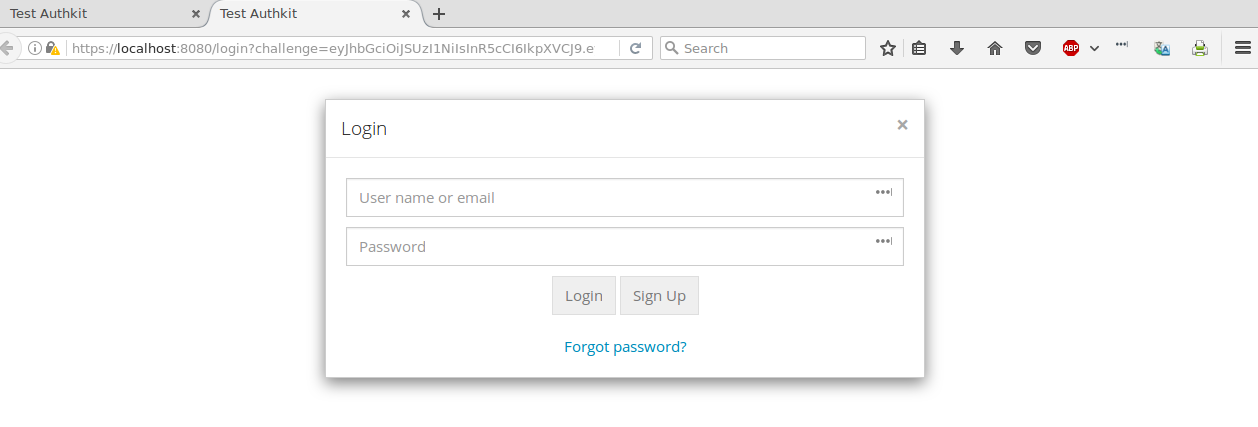 Test Authkit
Test Authkit
https://localhost:8080/login?challenge=eyJhbGciOiJSUzI1NiIsInR5cCI6IkpXVCJ9.e
Search
ABP
Login
User name or email
Password
Login Sign Up
Forgot password?